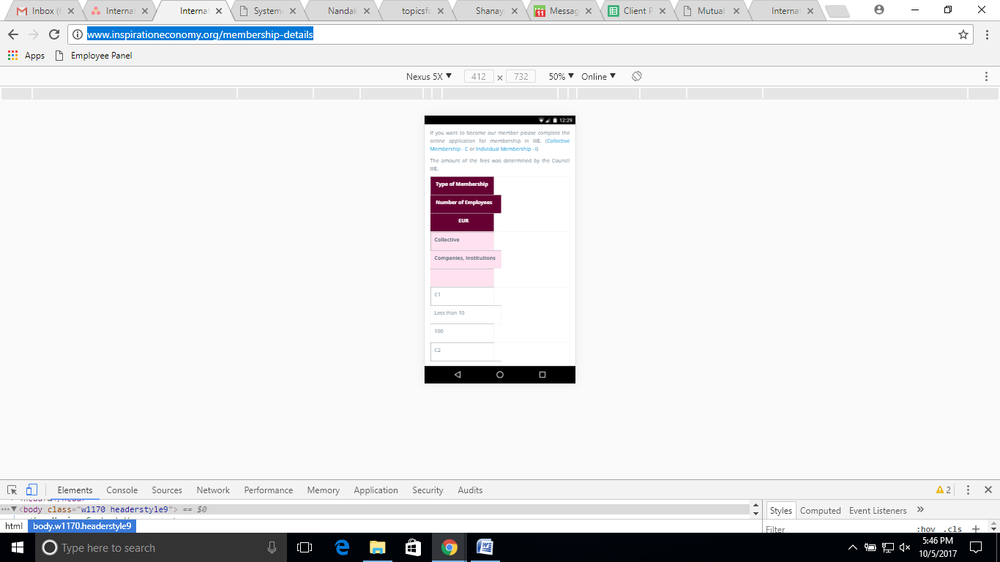 Inbox (
Internat
Internat
System
Nandak
topicsfo
Shanay
11 Messag
Client P
Mutual
Internat
www.inspirationeconomy.org/membership-details
Apps
Employee Panel
Nexus 5X ▼ 412 × 732 50% ▼ Online ▼
12:29
If you want to become our member please complete the
online application for membership in IIIE. (Collective
Membership - C or Individual Membership - I)
The amount of the fees was determined by the Council
IIIE.
Type of Membership
Number of Employees
EUR
Collective
Companies, Institutions
C1
Less than 10
100
C2
Elements Console Sources Network Performance Memory Application Security Audits 2
<body class="w1170 headerstyle9"> == $0
Styles Computed Event Listeners »
html body.w1170.headerstyle9
Filter :hov .cls +
Type here to search
5:46 PM
10/5/2017